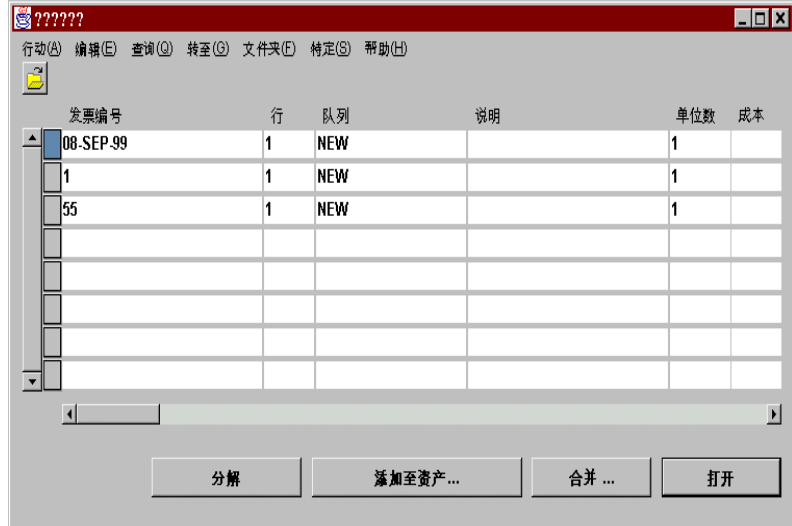 ??????
行动(A) 编辑(E) 查询(Q) 转至(G) 文件夹(F) 特定(S) 帮助(H)
发票编号 行 队列 说明 单位数 成本
08-SEP-99 1 NEW 1
1 1 NEW 1
55 1 NEW 1
分解 添加至资产... 合并 ... 打开